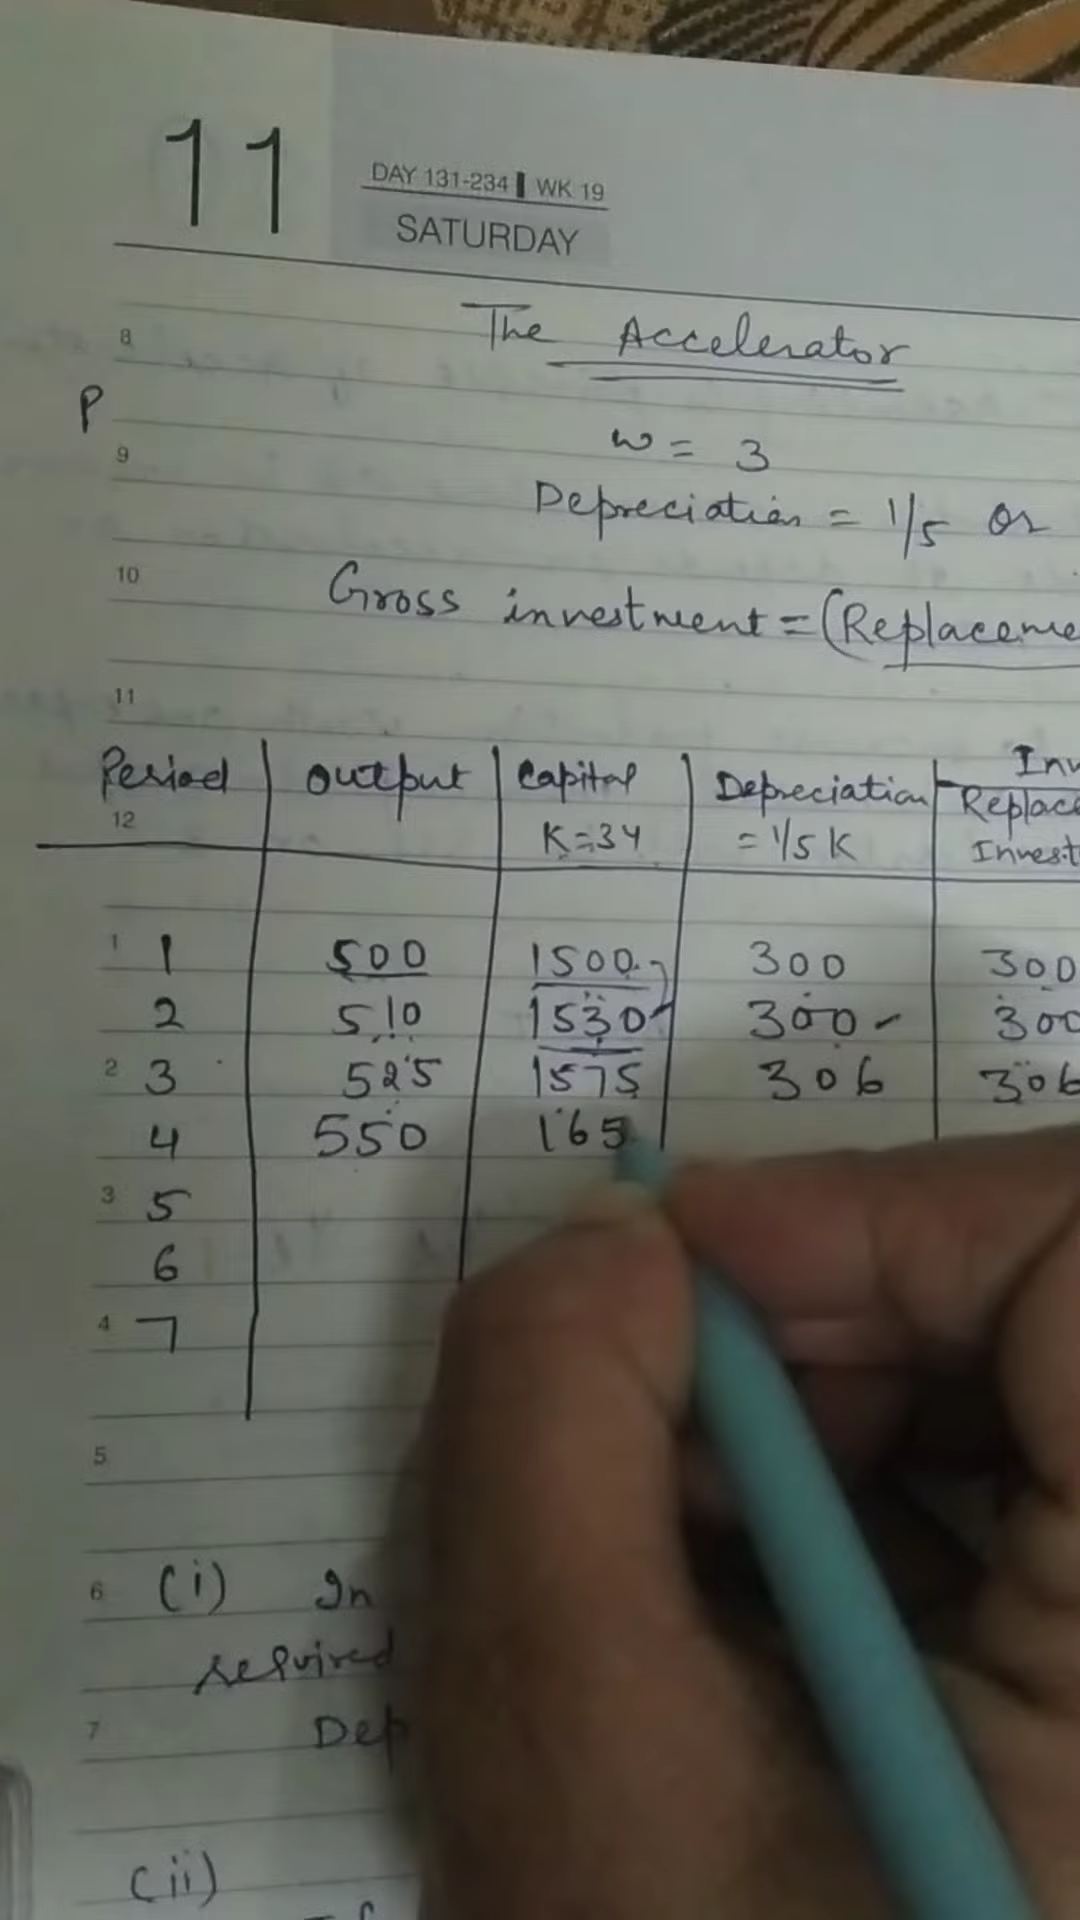 11
DAY 131-234 WK 19
SATURDAY
The Accelerator
8
P
w = 3
9
Depreciation = 1/5 or
10
Gross investment = (Replaceme
11
Period output Capital Depreciation Inv
12 K=3Y = 1/5 K Replac
Invest
1 1 500 1500 300 300
2 510 1530 300 300
2 3 525 1575 306 306
4 550 165
3 5
6
4 7
5
6 (i) In
required
7 Dep
(ii)